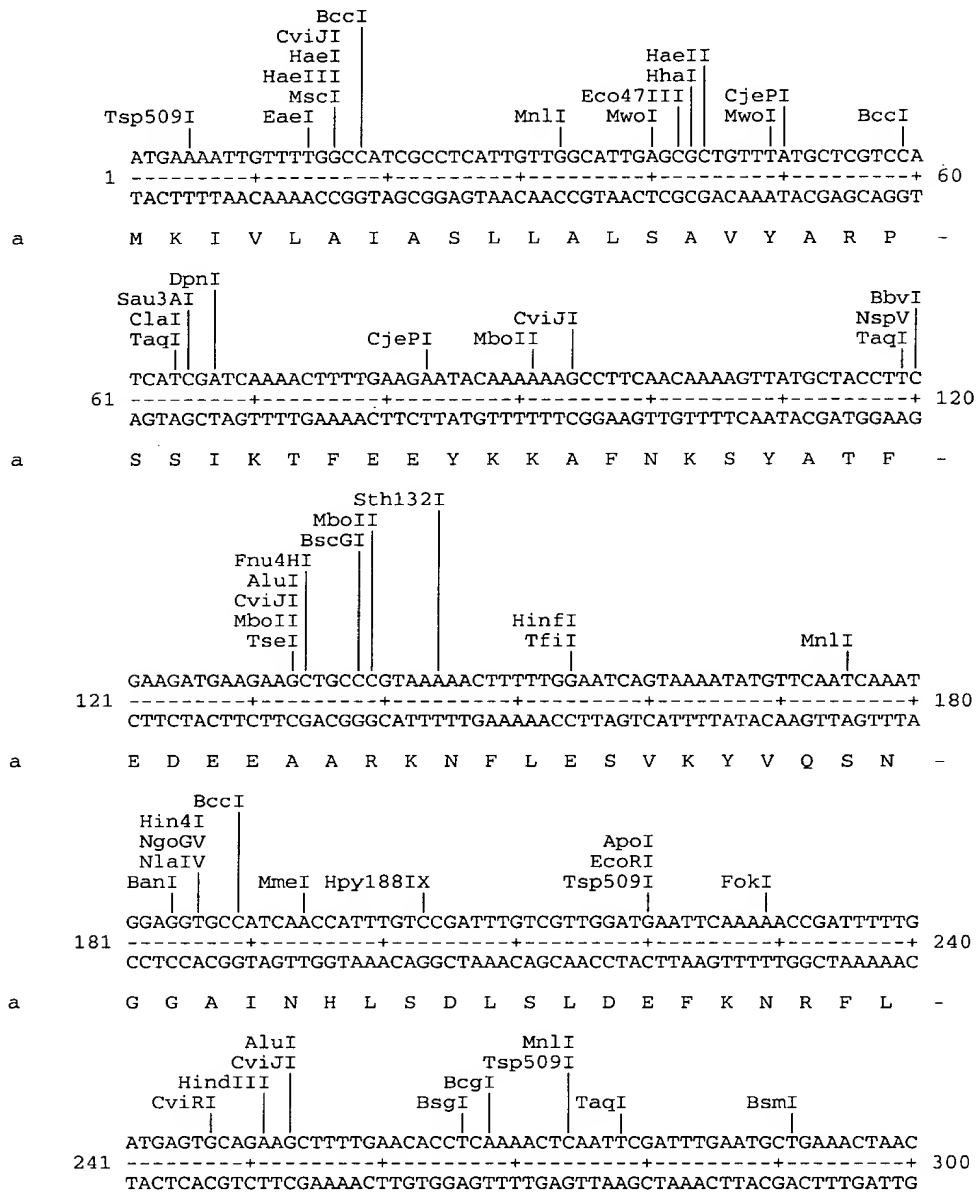 BccI
CviJI
HaeI HaeII
HaeIII HhaI
MscI Eco47III CjePI
Tsp509I EaeI MnlI MwoI MwoI BccI
ATGAAAATTGTTTTGGCCATCGCCTCATTGTTGGCATTGAGCGCTGTTTATGCTCGTCCA
1 ---------+---------+---------+---------+---------+---------+ 60
TACTTTTAACAAAACCGGTAGCGGAGTAACAACCGTAACTCGCGACAAATACGAGCAGGT
a M K I V L A I A S L L A L S A V Y A R P -
DpnI
Sau3AI BbvI
ClaI CviJI NspV
TaqI CjePI MboII TaqI
TCATCGATCAAAACTTTTGAAGAATACAAAAAAGCCTTCAACAAAAGTTATGCTACCTTC
61 ---------+---------+---------+---------+---------+---------+ 120
AGTAGCTAGTTTTGAAAACTTCTTATGTTTTTTCGGAAGTTGTTTTCAATACGATGGAAG
a S S I K T F E E Y K K A F N K S Y A T F -
Sth132I
MboII
BscGI
Fnu4HI
AluI
CviJI
MboII HinfI
TseI TfiI MnlI
GAAGATGAAGAAGCTGCCCGTAAAAACTTTTTGGAATCAGTAAAATATGTTCAATCAAAT
121 ---------+---------+---------+---------+---------+---------+ 180
CTTCTACTTCTTCGACGGGCATTTTTGAAAAACCTTAGTCATTTTATACAAGTTAGTTTA
a E D E E A A R K N F L E S V K Y V Q S N -
BccI
Hin4I
NgoGV ApoI
NlaIV EcoRI
BanI MmeI Hpy188IX Tsp509I FokI
GGAGGTGCCATCAACCATTTGTCCGATTTGTCGTTGGATGAATTCAAAAACCGATTTTTG
181 ---------+---------+---------+---------+---------+---------+ 240
CCTCCACGGTAGTTGGTAAACAGGCTAAACAGCAACCTACTTAAGTTTTTGGCTAAAAAC
a G G A I N H L S D L S L D E F K N R F L -
AluI MnlI
CviJI Tsp509I
HindIII BcgI
CviRI BsgI TaqI BsmI
ATGAGTGCAGAAGCTTTTGAACACCTCAAAACTCAATTCGATTTGAATGCTGAAACTAAC
241 ---------+---------+---------+---------+---------+---------+ 300
TACTCACGTCTTCGAAAACTTGTGGAGTTTTGAGTTAAGCTAAACTTACGACTTTGATTG